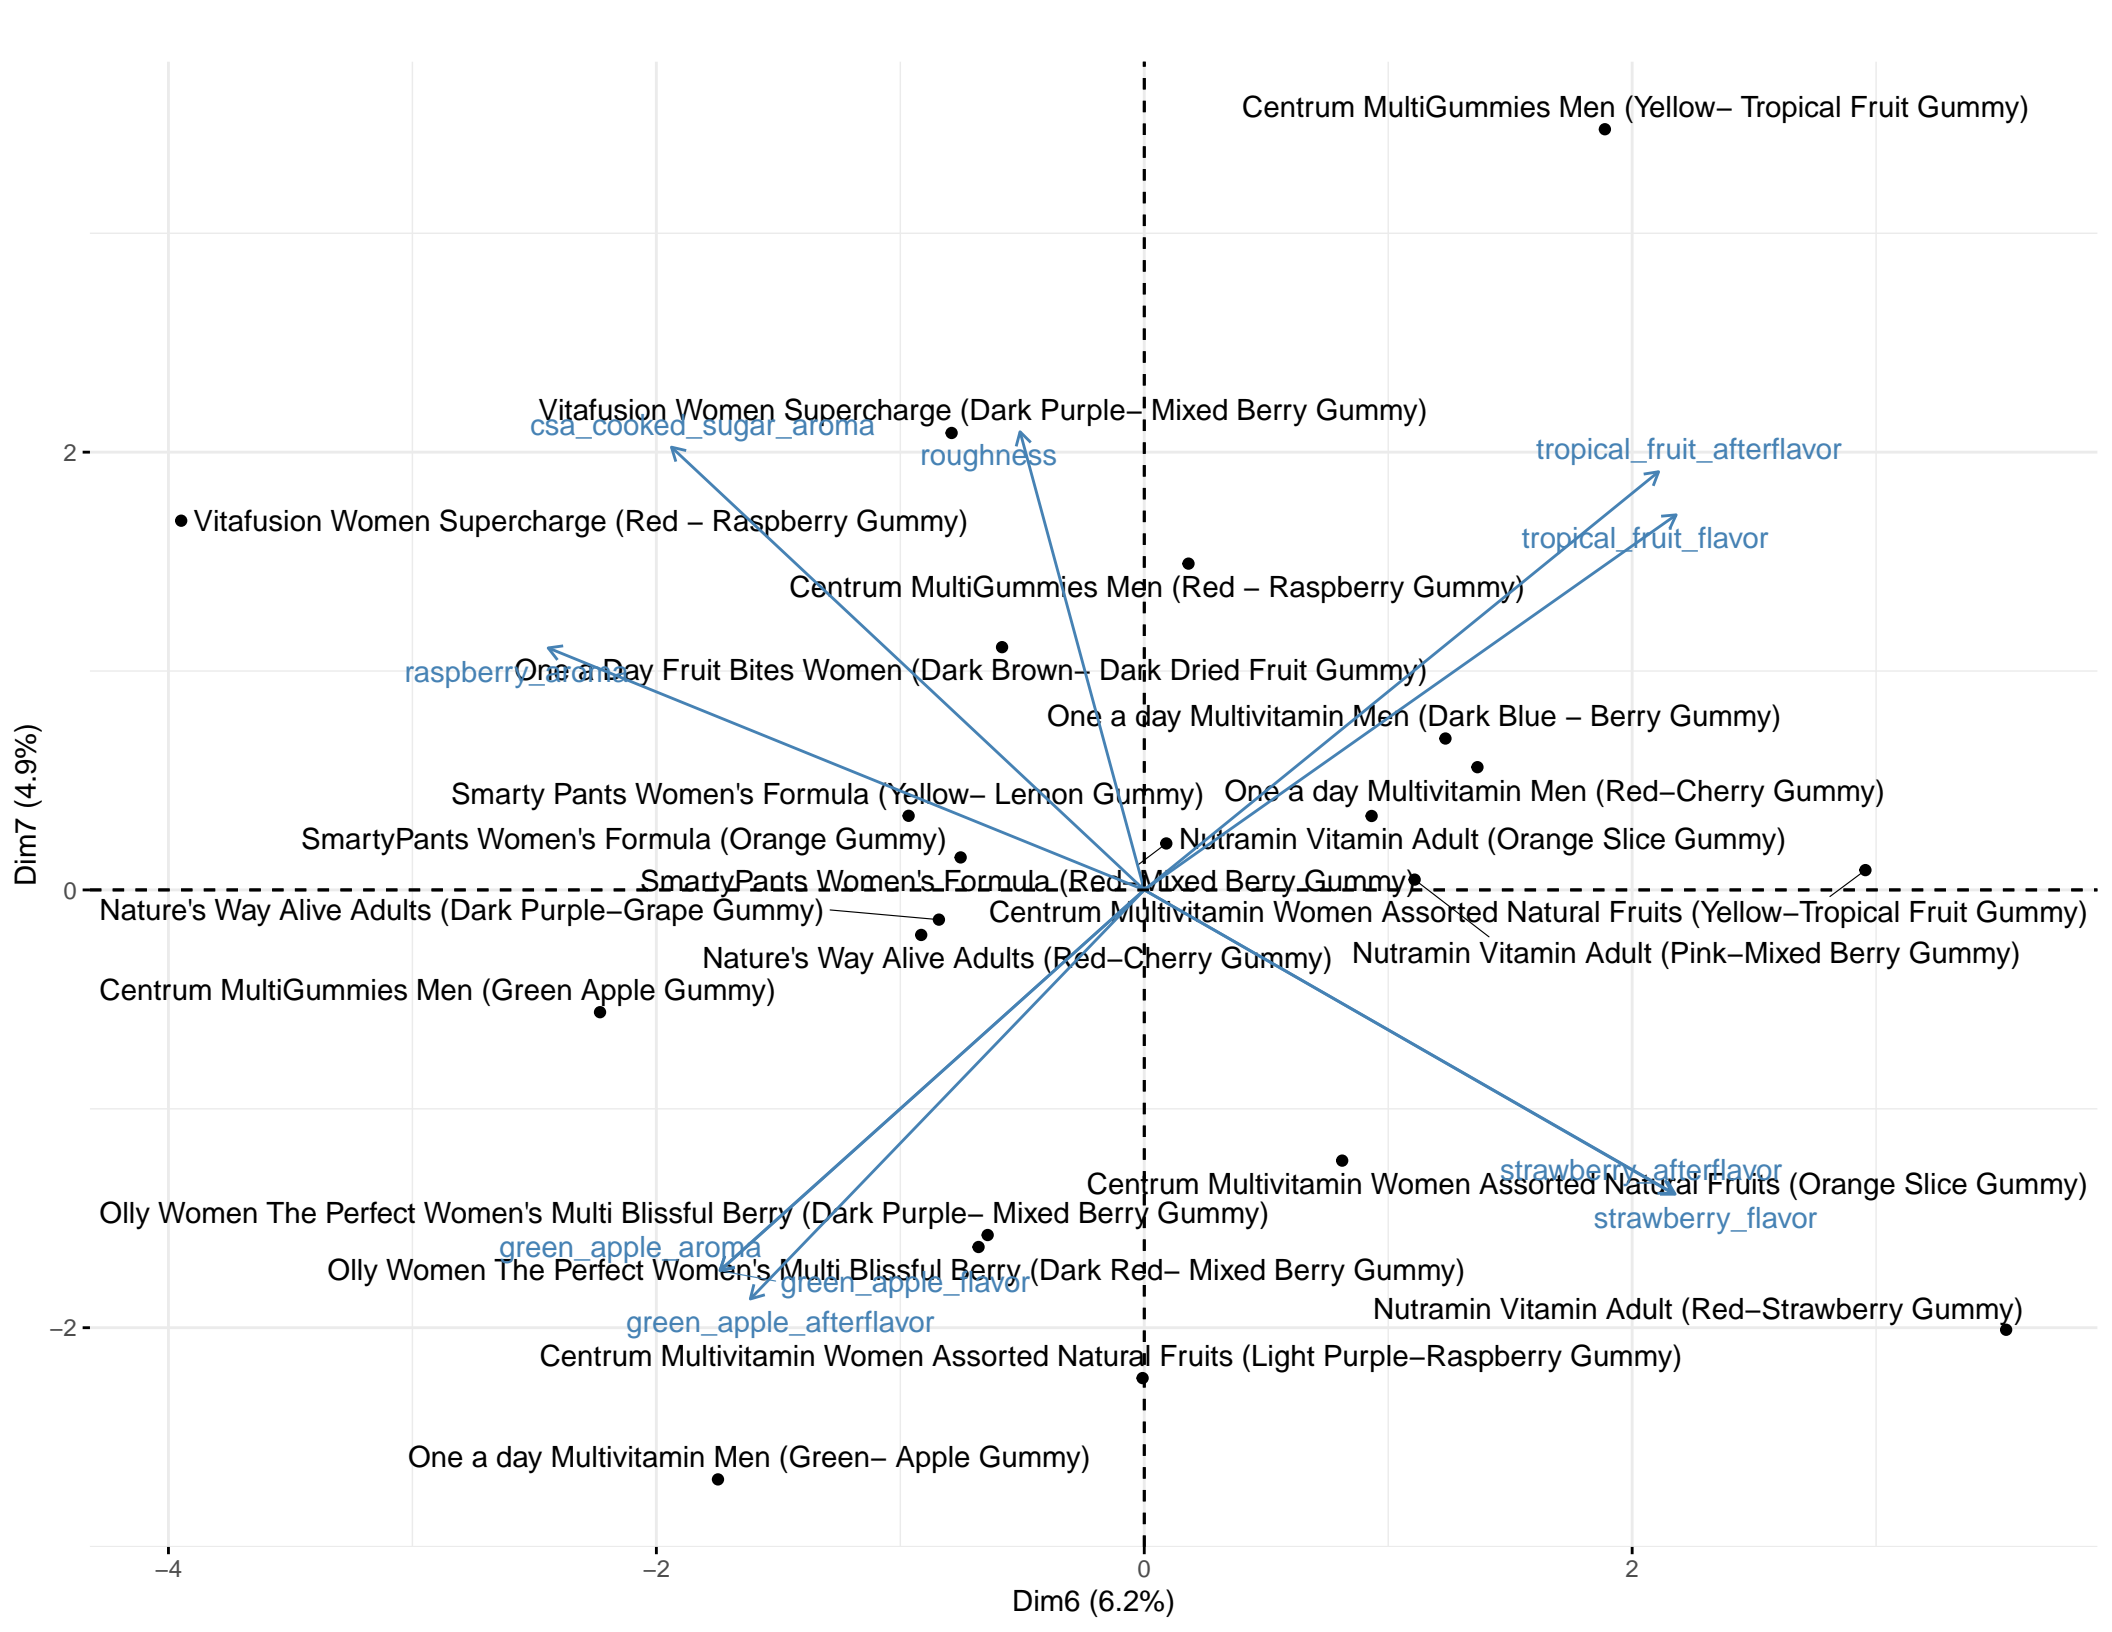 Centrum MultiGummies Men (Yellow– Tropical Fruit Gummy)
Vitafusion Women Supercharge (Dark Purple– Mixed Berry Gummy)
csa_cooked_sugar_aroma
roughness
tropical_fruit_afterflavor
2
Vitafusion Women Supercharge (Red – Raspberry Gummy)
tropical_fruit_flavor
Centrum MultiGummies Men (Red – Raspberry Gummy)
raspberry_aroma
One a Day Fruit Bites Women (Dark Brown– Dark Dried Fruit Gummy)
One a day Multivitamin Men (Dark Blue – Berry Gummy)
Smarty Pants Women's Formula (Yellow– Lemon Gummy)
One a day Multivitamin Men (Red–Cherry Gummy)
SmartyPants Women's Formula (Orange Gummy)
Nutramin Vitamin Adult (Orange Slice Gummy)
Dim7 (4.9%)
0
SmartyPants Women's Formula (Red–Mixed Berry Gummy)
Nature's Way Alive Adults (Dark Purple–Grape Gummy)
Centrum Multivitamin Women Assorted Natural Fruits (Yellow–Tropical Fruit Gummy)
Nature's Way Alive Adults (Red–Cherry Gummy)
Nutramin Vitamin Adult (Pink–Mixed Berry Gummy)
Centrum MultiGummies Men (Green Apple Gummy)
strawberry_afterflavor
Centrum Multivitamin Women Assorted Natural Fruits (Orange Slice Gummy)
Olly Women The Perfect Women's Multi Blissful Berry (Dark Purple– Mixed Berry Gummy)
strawberry_flavor
green_apple_aroma
Olly Women The Perfect Women's Multi Blissful Berry (Dark Red– Mixed Berry Gummy)
green_apple_flavor
Nutramin Vitamin Adult (Red–Strawberry Gummy)
green_apple_afterflavor
–2
Centrum Multivitamin Women Assorted Natural Fruits (Light Purple–Raspberry Gummy)
One a day Multivitamin Men (Green– Apple Gummy)
–4
–2
0
2
Dim6 (6.2%)